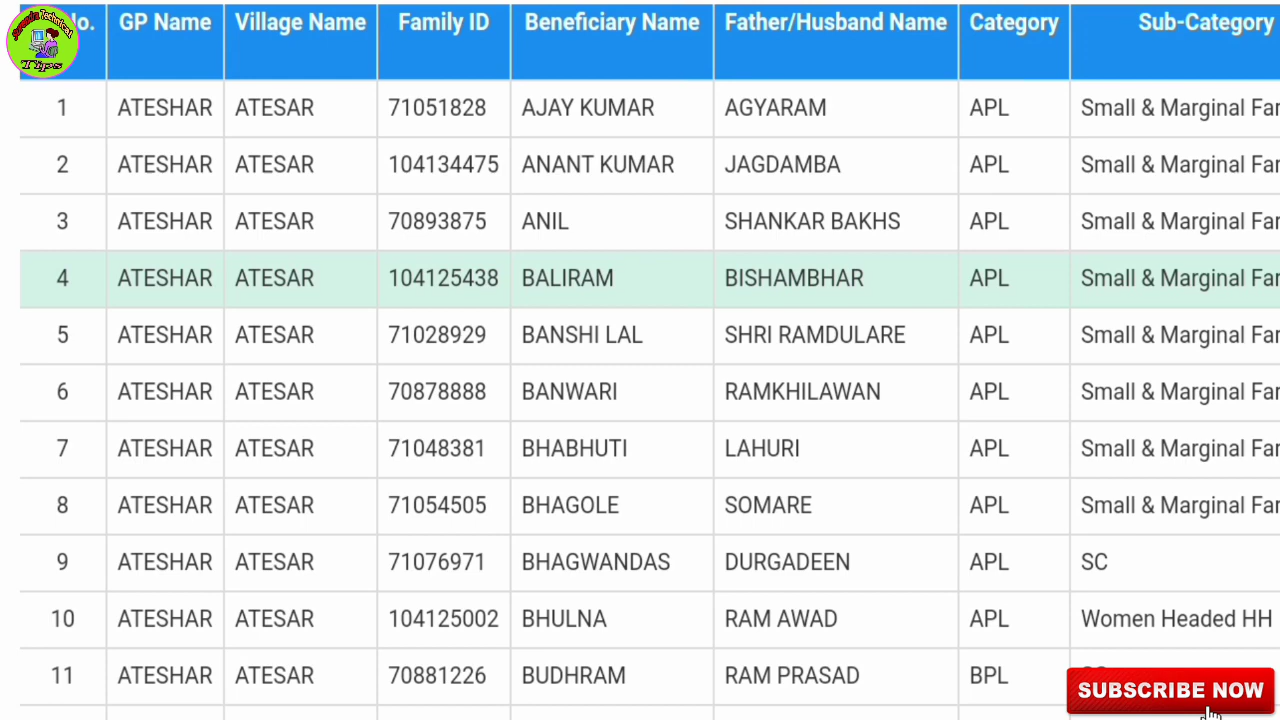 No. GP Name Village Name Family ID Beneficiary Name Father/Husband Name Category Sub-Category
1 ATESHAR ATESAR 71051828 AJAY KUMAR AGYARAM APL Small & Marginal Far
2 ATESHAR ATESAR 104134475 ANANT KUMAR JAGDAMBA APL Small & Marginal Far
3 ATESHAR ATESAR 70893875 ANIL SHANKAR BAKHS APL Small & Marginal Far
4 ATESHAR ATESAR 104125438 BALIRAM BISHAMBHAR APL Small & Marginal Far
5 ATESHAR ATESAR 71028929 BANSHI LAL SHRI RAMDULARE APL Small & Marginal Far
6 ATESHAR ATESAR 70878888 BANWARI RAMKHILAWAN APL Small & Marginal Far
7 ATESHAR ATESAR 71048381 BHABHUTI LAHURI APL Small & Marginal Far
8 ATESHAR ATESAR 71054505 BHAGOLE SOMARE APL Small & Marginal Far
9 ATESHAR ATESAR 71076971 BHAGWANDAS DURGADEEN APL SC
10 ATESHAR ATESAR 104125002 BHULNA RAM AWAD APL Women Headed HH
11 ATESHAR ATESAR 70881226 BUDHRAM RAM PRASAD BPL
Technical
Tips
SUBSCRIBE NOW